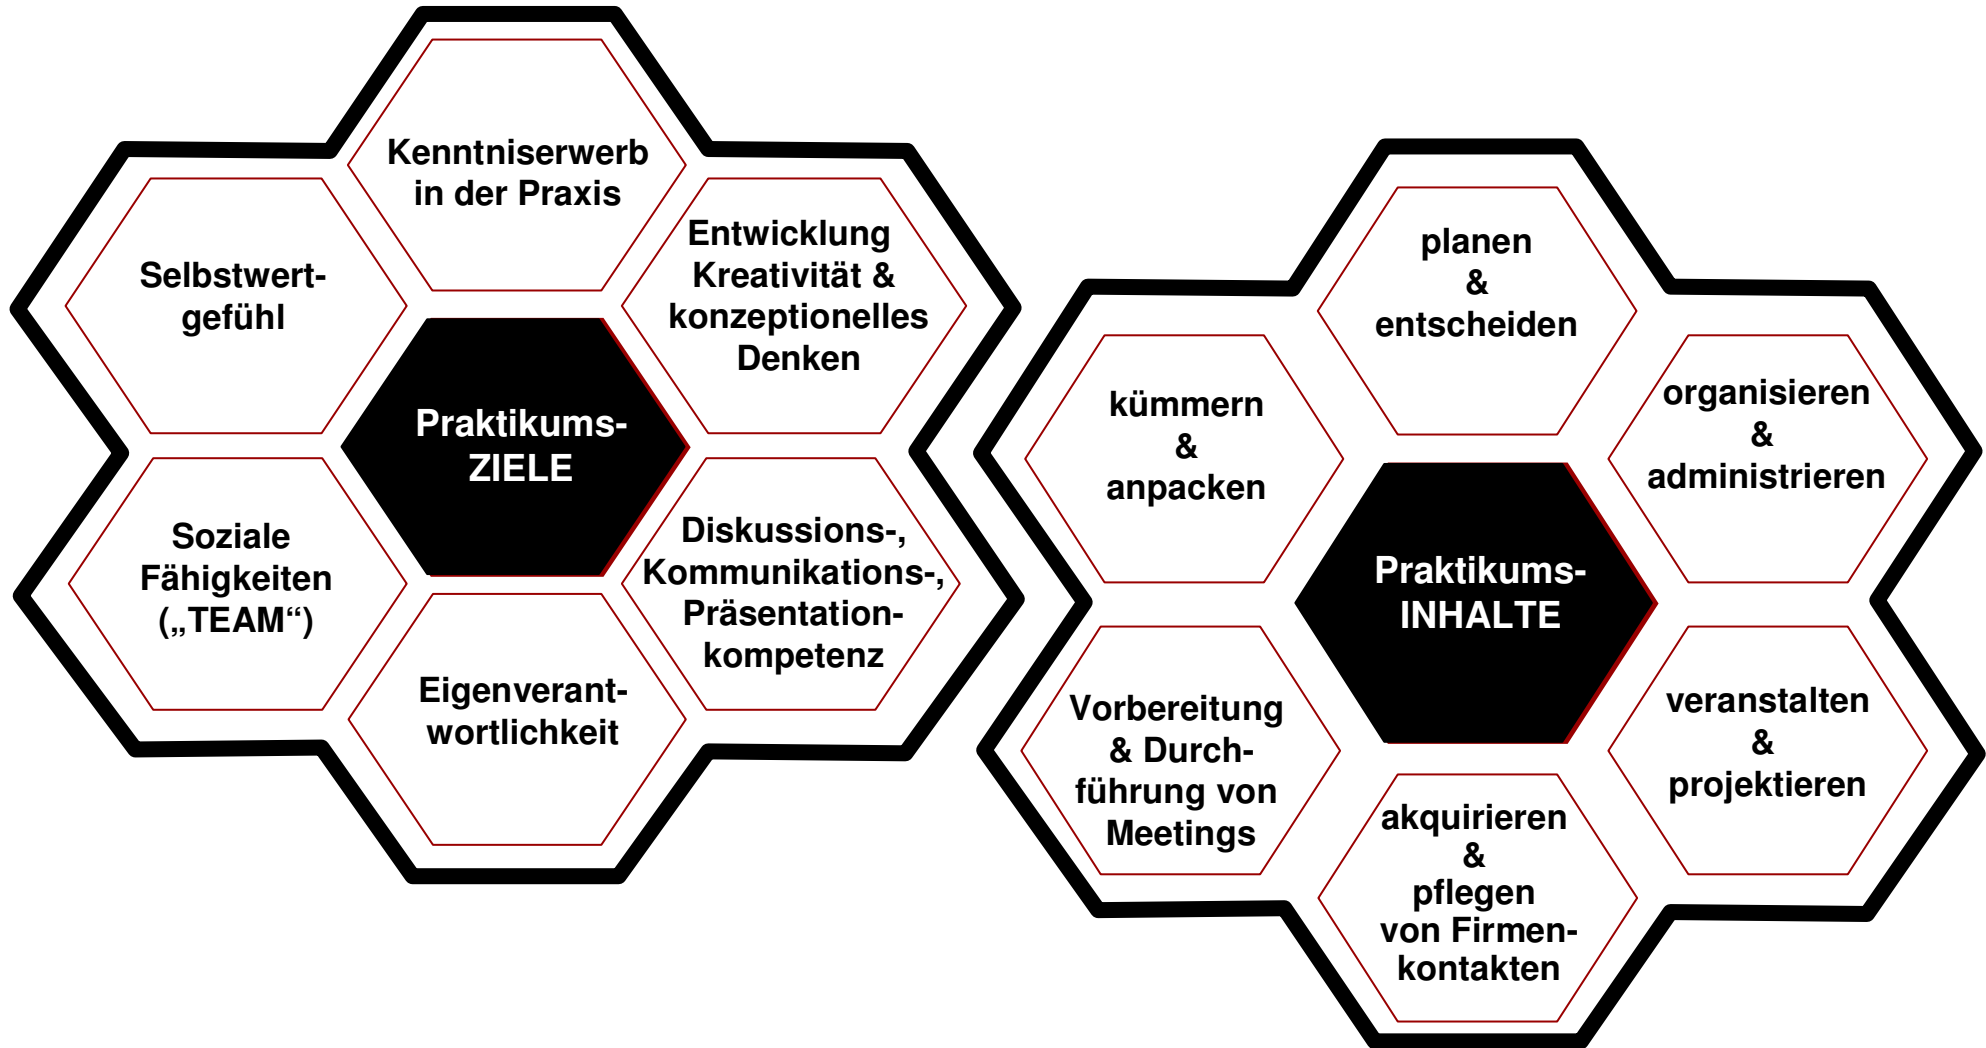 Kenntniserwerb
in der Praxis
Entwicklung
Kreativität &
konzeptionelles
Denken
Selbstwert-
gefühl
Praktikums-
ZIELE
Soziale
Fähigkeiten
(„TEAM“)
Diskussions-,
Kommunikations-,
Präsentation-
kompetenz
Eigenverant-
wortlichkeit
planen
&
entscheiden
kümmern
&
anpacken
organisieren
&
administrieren
Praktikums-
INHALTE
Vorbereitung
& Durch-
führung von
Meetings
veranstalten
&
projektieren
akquirieren
&
pflegen
von Firmen-
kontakten